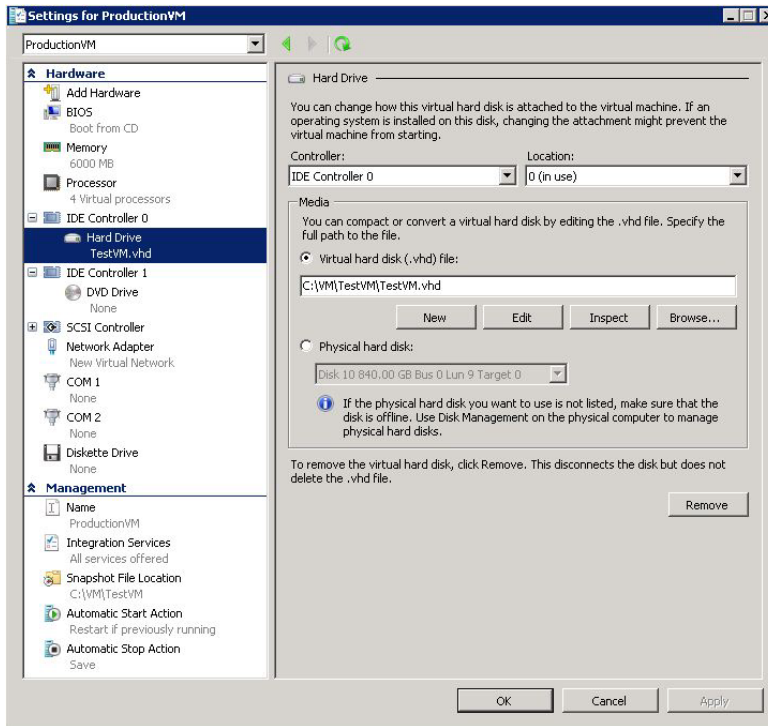 Settings for ProductionVM
ProductionVM
Hardware
Add Hardware
BIOS
Boot from CD
Memory
6000 MB
Processor
4 Virtual processors
IDE Controller 0
Hard Drive
TestVM.vhd
IDE Controller 1
DVD Drive
None
SCSI Controller
Network Adapter
New Virtual Network
COM 1
None
COM 2
None
Diskette Drive
None
Management
Name
ProductionVM
Integration Services
All services offered
Snapshot File Location
C:\VM\TestVM
Automatic Start Action
Restart if previously running
Automatic Stop Action
Save
Hard Drive
You can change how this virtual hard disk is attached to the virtual machine. If an
operating system is installed on this disk, changing the attachment might prevent the
virtual machine from starting.
Controller: Location:
IDE Controller 0 0 (in use)
Media
You can compact or convert a virtual hard disk by editing the .vhd file. Specify the
full path to the file.
Virtual hard disk (.vhd) file:
C:\VM\TestVM\TestVM.vhd
New Edit Inspect Browse...
Physical hard disk:
Disk 10 840.00 GB Bus 0 Lun 9 Target 0
If the physical hard disk you want to use is not listed, make sure that the
disk is offline. Use Disk Management on the physical computer to manage
physical hard disks.
To remove the virtual hard disk, click Remove. This disconnects the disk but does not
delete the .vhd file.
Remove
OK Cancel Apply